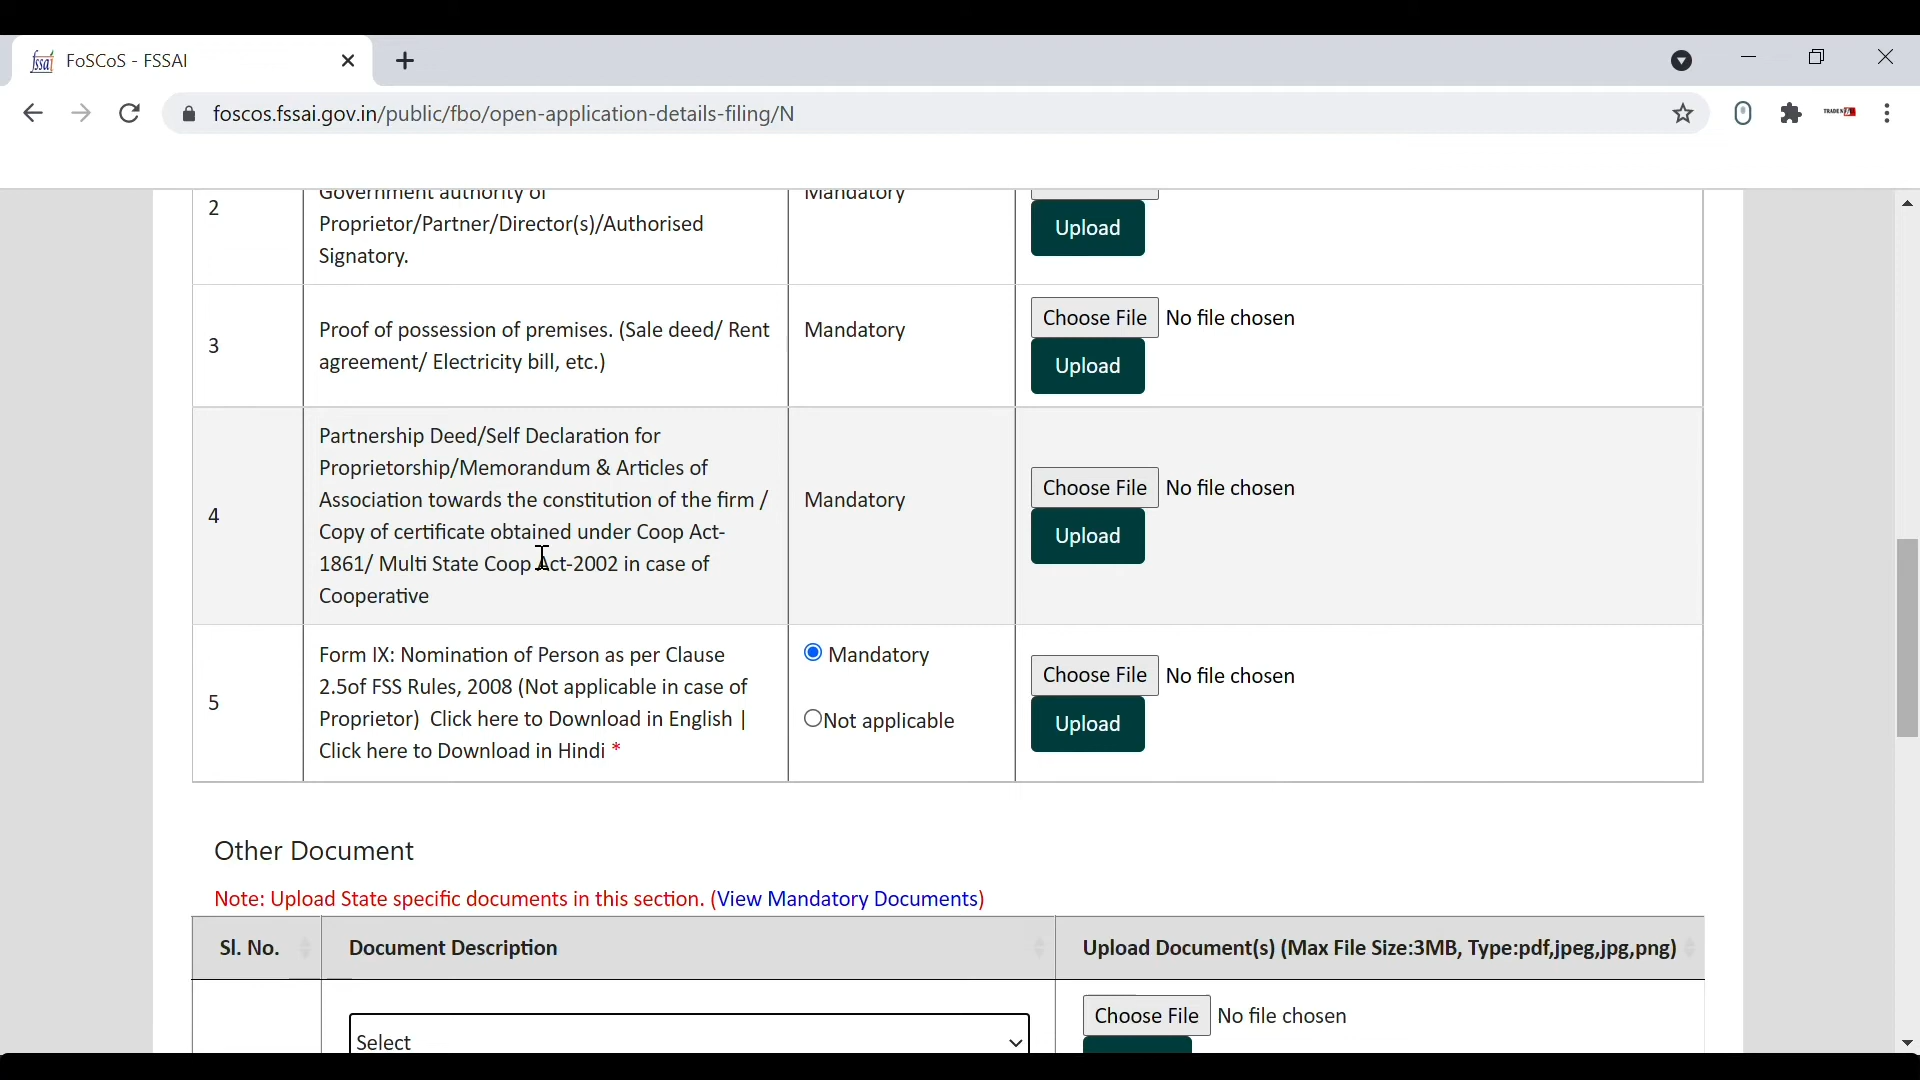 FoSCoS - FSSAI
foscos.fssai.gov.in/public/fbo/open-application-details-filing/N
2
Government authority of
Proprietor/Partner/Director(s)/Authorised
Signatory.
Mandatory
Upload
3
Proof of possession of premises. (Sale deed/ Rent
agreement/ Electricity bill, etc.)
Mandatory
Choose File No file chosen
Upload
4
Partnership Deed/Self Declaration for
Proprietorship/Memorandum & Articles of
Association towards the constitution of the firm /
Copy of certificate obtained under Coop Act-
1861/ Multi State Coop Act-2002 in case of
Cooperative
Mandatory
Choose File No file chosen
Upload
5
Form IX: Nomination of Person as per Clause
2.5of FSS Rules, 2008 (Not applicable in case of
Proprietor) Click here to Download in English |
Click here to Download in Hindi *
Mandatory
Not applicable
Choose File No file chosen
Upload
Other Document
Note: Upload State specific documents in this section. (View Mandatory Documents)
Sl. No. Document Description Upload Document(s) (Max File Size:3MB, Type:pdf,jpeg,jpg,png)
Select
Choose File No file chosen